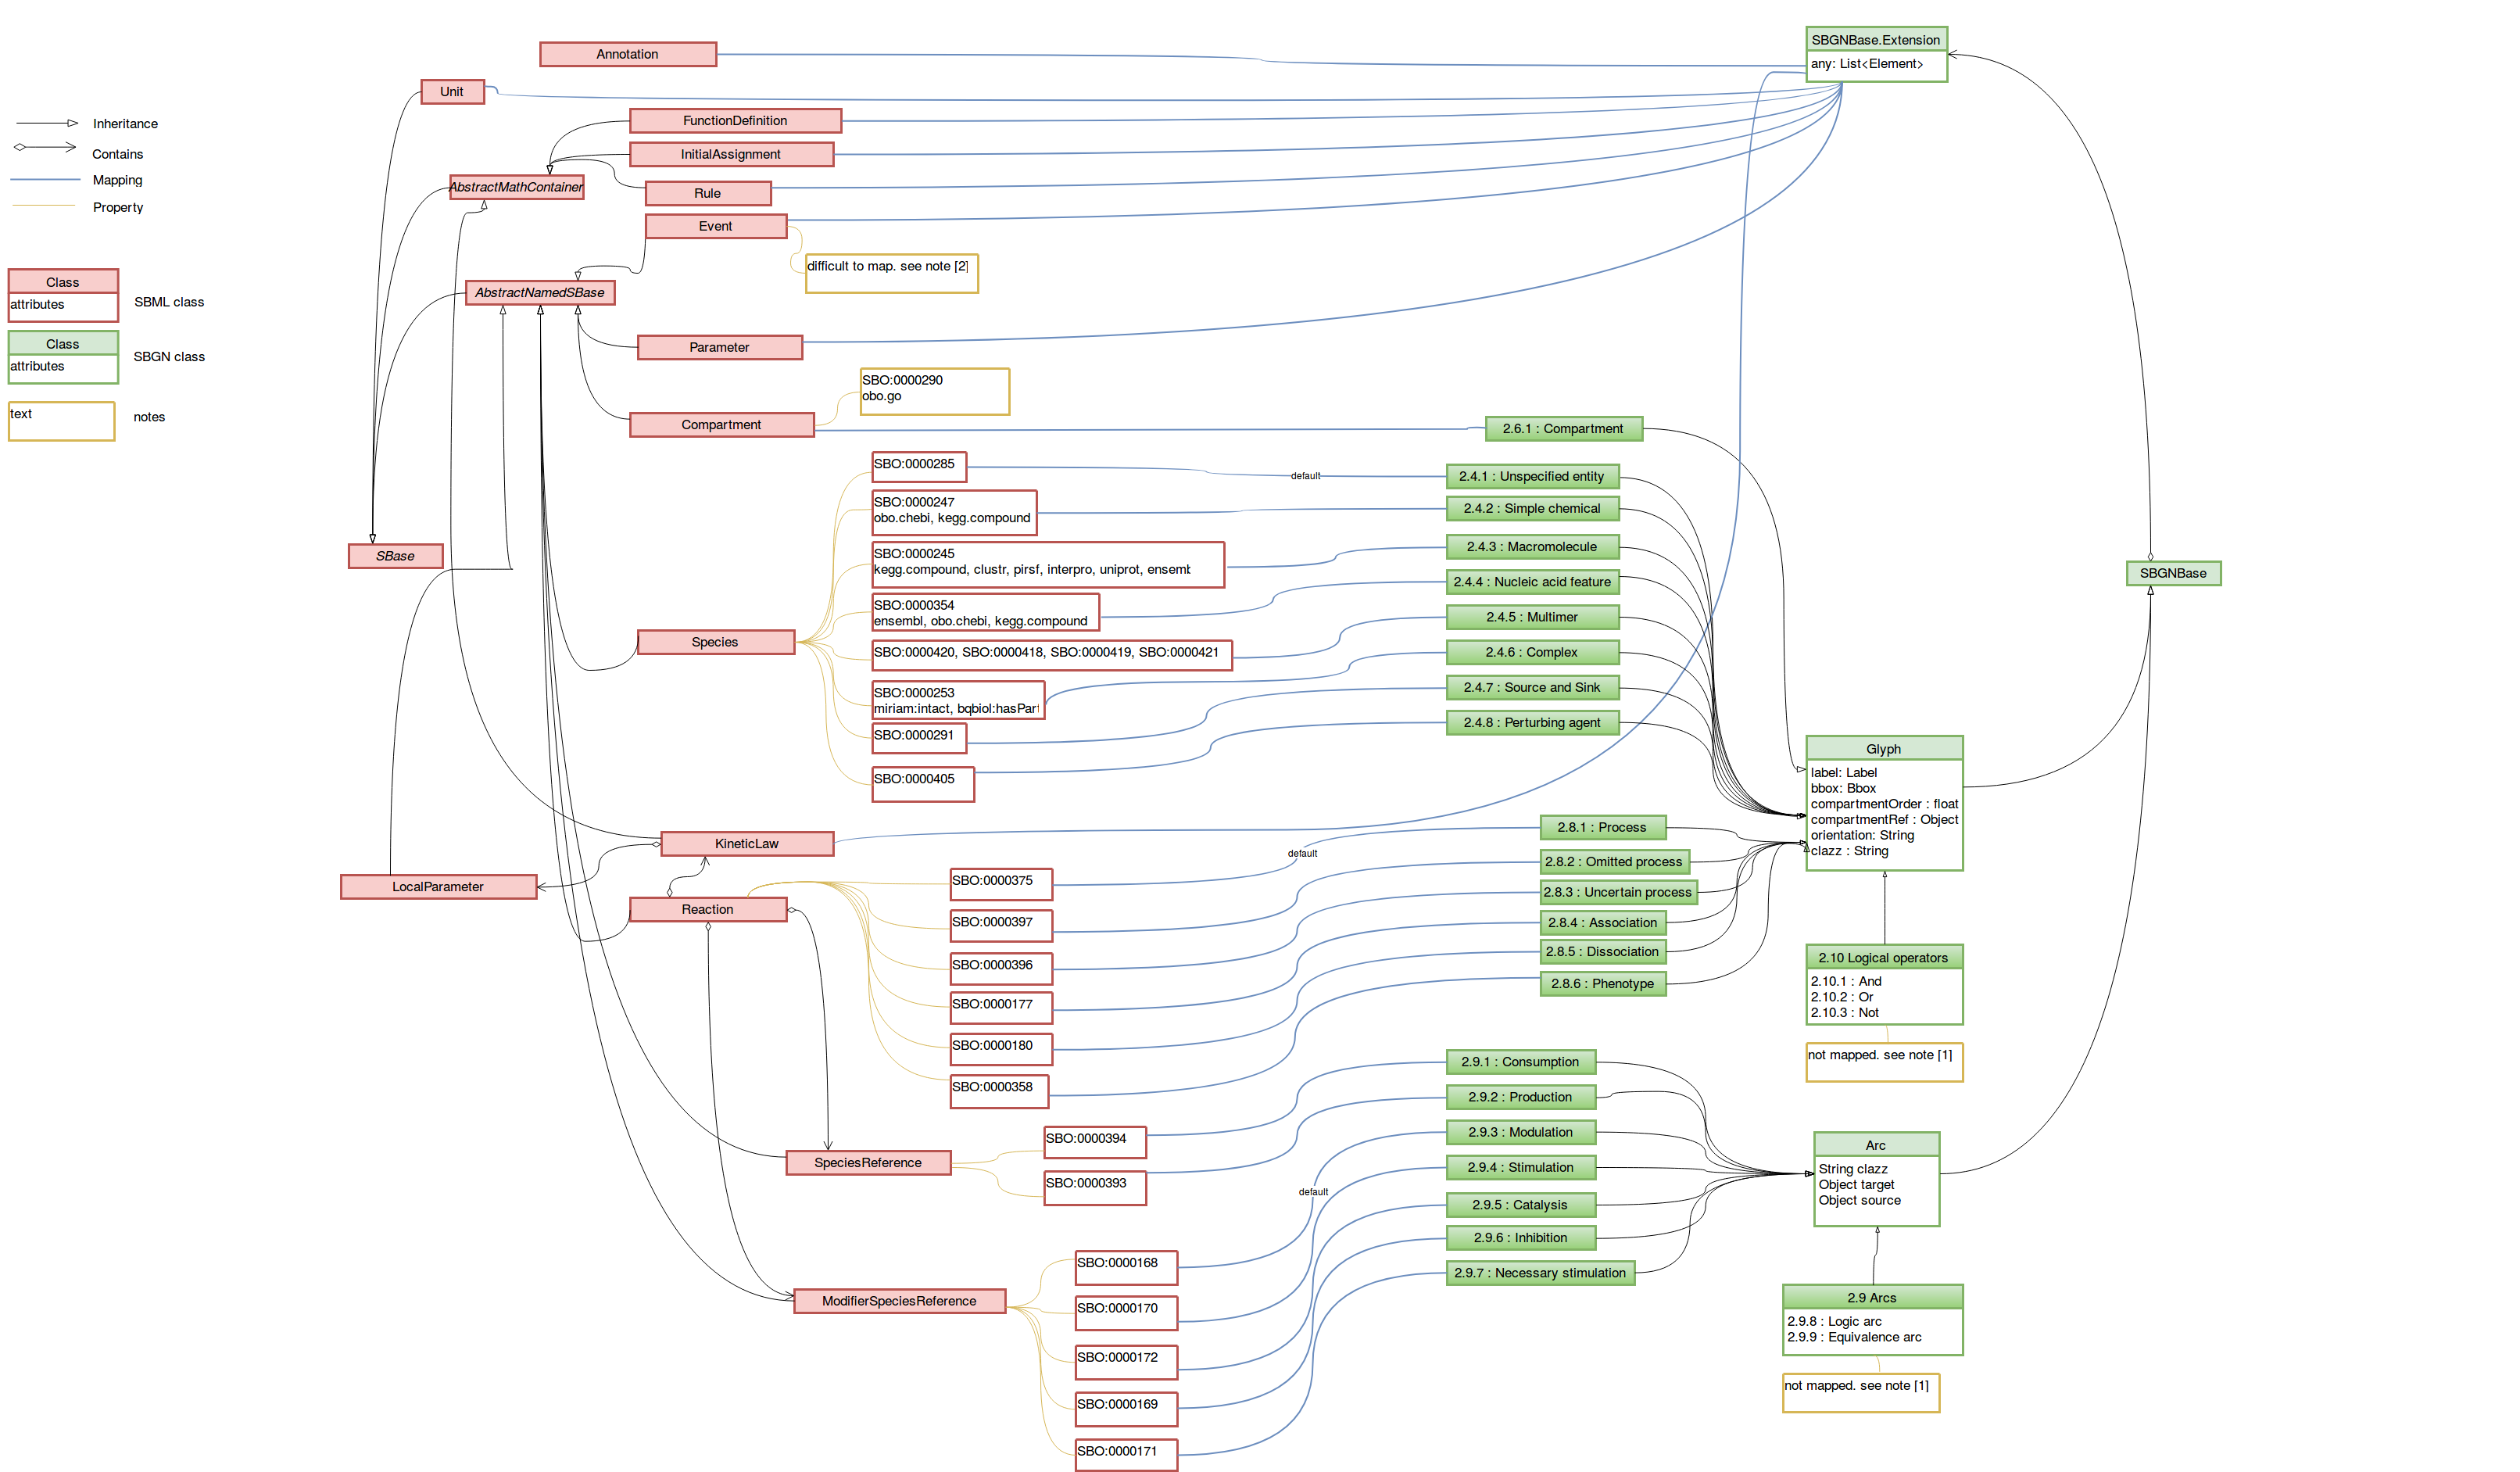 Annotation
SBGNBase.Extension
any: List<Element>
Unit
FunctionDefinition
InitialAssignment
AbstractMathContainer
Rule
Event
difficult to map. see note [2]
Inheritance
Contains
Mapping
Property
Class
attributes
SBML class
Class
attributes
SBGN class
text
notes
AbstractNamedSBase
Parameter
SBO:0000290
obo.go
Compartment
2.6.1 : Compartment
SBase
Species
SBO:0000285
default
2.4.1 : Unspecified entity
SBO:0000247
obo.chebi, kegg.compound
2.4.2 : Simple chemical
SBO:0000245
kegg.compound, clustr, pirsf, interpro, uniprot, ensembl
2.4.3 : Macromolecule
SBO:0000354
ensembl, obo.chebi, kegg.compound
2.4.4 : Nucleic acid feature
SBO:0000420, SBO:0000418, SBO:0000419, SBO:0000421
2.4.5 : Multimer
SBO:0000253
miriam:intact, bqbiol:hasPart
2.4.6 : Complex
SBO:0000291
2.4.7 : Source and Sink
SBO:0000405
2.4.8 : Perturbing agent
SBGNBase
Glyph
label: Label
bbox: Bbox
compartmentOrder : float
compartmentRef : Object
orientation: String
clazz : String
KineticLaw
LocalParameter
Reaction
SBO:0000375
default
2.8.1 : Process
SBO:0000397
2.8.2 : Omitted process
SBO:0000396
2.8.3 : Uncertain process
SBO:0000177
2.8.4 : Association
SBO:0000180
2.8.5 : Dissociation
SBO:0000358
2.8.6 : Phenotype
2.10 Logical operators
2.10.1 : And
2.10.2 : Or
2.10.3 : Not
not mapped. see note [1]
SpeciesReference
SBO:0000394
2.9.1 : Consumption
SBO:0000393
2.9.2 : Production
ModifierSpeciesReference
SBO:0000168
default
2.9.3 : Modulation
SBO:0000170
2.9.4 : Stimulation
SBO:0000172
2.9.5 : Catalysis
SBO:0000169
2.9.6 : Inhibition
SBO:0000171
2.9.7 : Necessary stimulation
Arc
String clazz
Object target
Object source
2.9 Arcs
2.9.8 : Logic arc
2.9.9 : Equivalence arc
not mapped. see note [1]